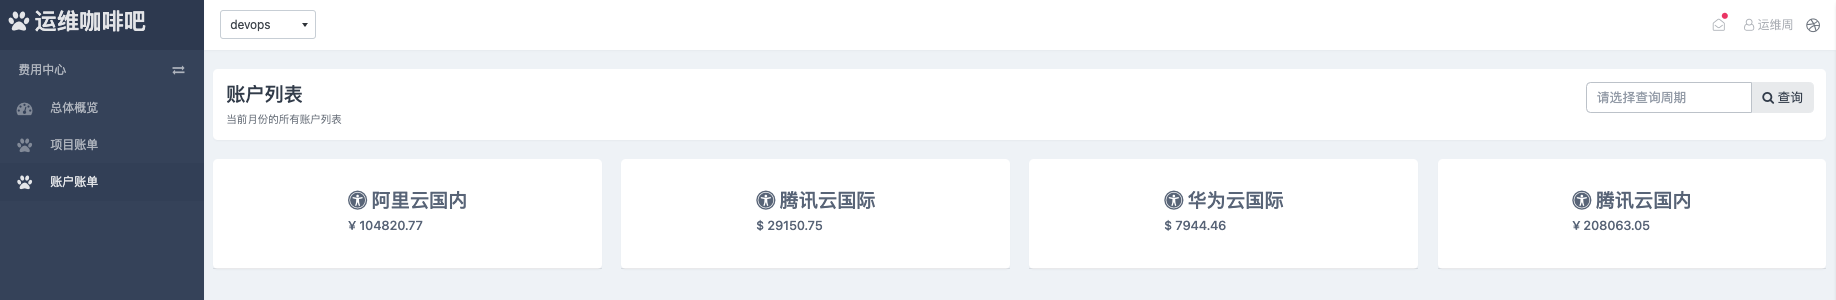 运维咖啡吧
devops
运维周
费用中心
总体概览
项目账单
账户账单
账户列表
当前月份的所有账户列表
请选择查询周期
查询
阿里云国内
¥ 104820.77
腾讯云国际
$ 29150.75
华为云国际
$ 7944.46
腾讯云国内
¥ 208063.05